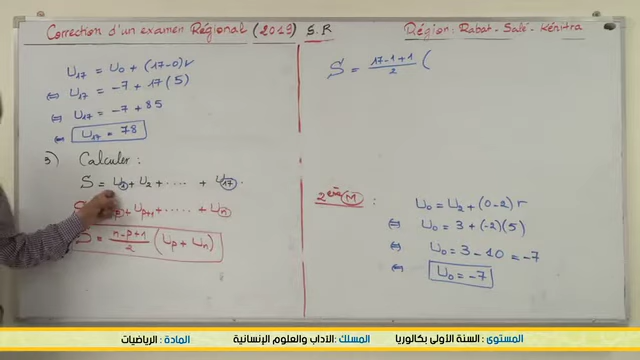 Correction d'un examen Régional (2019) S.R
Région: Rabat - Salé - Kénitra
U17 = U0 + (17-0)r
⇔ U17 = -7 + 17(5)
⇔ U17 = -7 + 85
⇔ U17 = 78
3) Calculer:
S = U1 + U2 + ..... + U17.
+ Up+1 + ..... + Un
S = n-p+1/2 (Up + Un)
S = 17-1+1/2 (
2ème M :
U0 = U2 + (0-2) r
⇔ U0 = 3 + (-2)(5)
⇔ U0 = 3 - 10 = -7
⇔ U0 = -7
المستوى : السنة الأولى بكالوريا
المسلك: الآداب والعلوم الإنسانية
المادة : الرياضيات